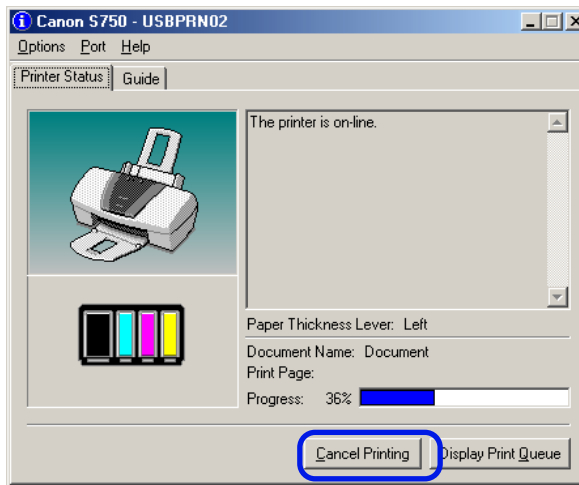 Canon S750 - USBPRN02
Options Port Help
Printer Status Guide
The printer is on-line.
Paper Thickness Lever: Left
Document Name: Document
Print Page:
Progress: 36%
Cancel Printing Display Print Queue